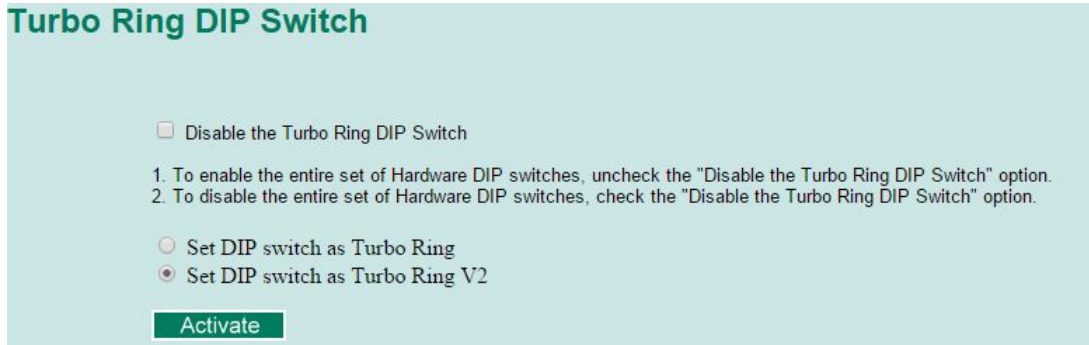 Turbo Ring DIP Switch
Disable the Turbo Ring DIP Switch
1. To enable the entire set of Hardware DIP switches, uncheck the "Disable the Turbo Ring DIP Switch" option.
2. To disable the entire set of Hardware DIP switches, check the "Disable the Turbo Ring DIP Switch" option.
Set DIP switch as Turbo Ring
Set DIP switch as Turbo Ring V2
Activate